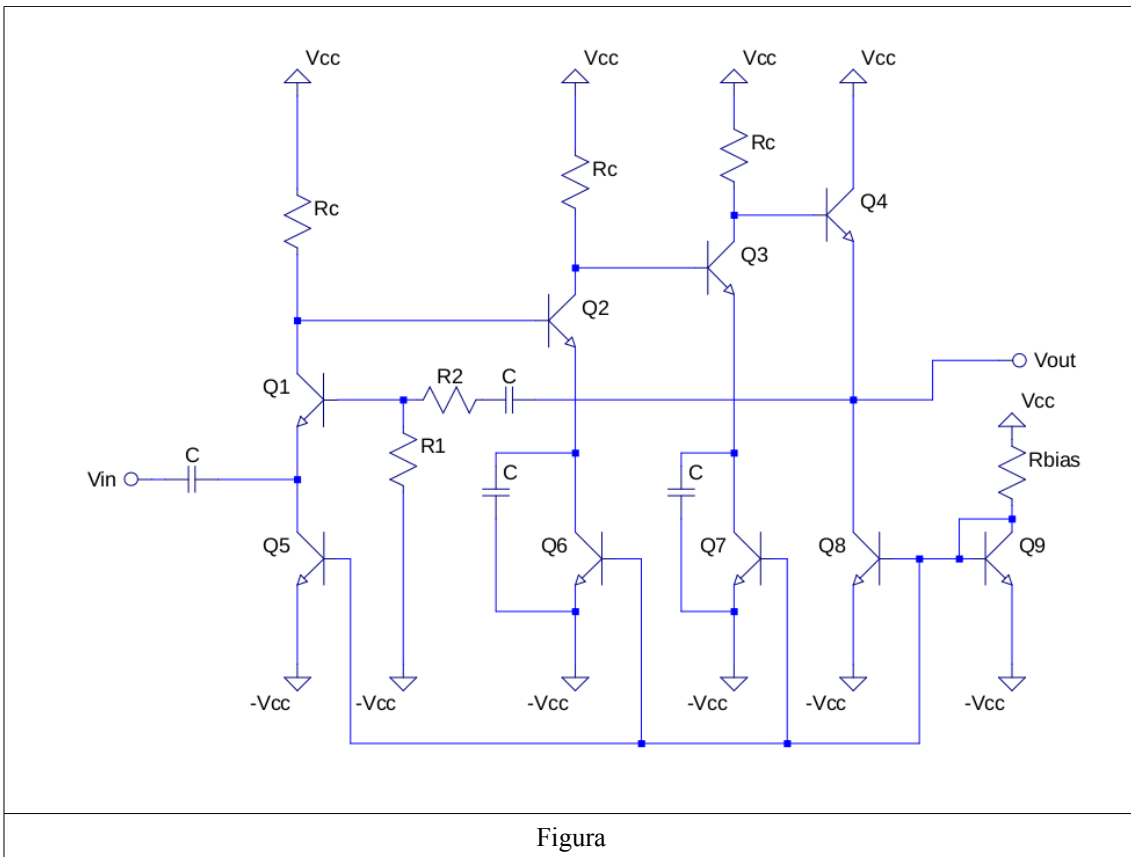 Vcc
Vcc
Vcc
Vcc
Rc
Rc
Rc
Q4
Q3
Q2
Vout
Q1
R2
C
Vcc
R1
Rbias
Vin
C
C
C
Q5
Q6
Q7
Q8
Q9
-Vcc
-Vcc
-Vcc
-Vcc
-Vcc
-Vcc
Figura